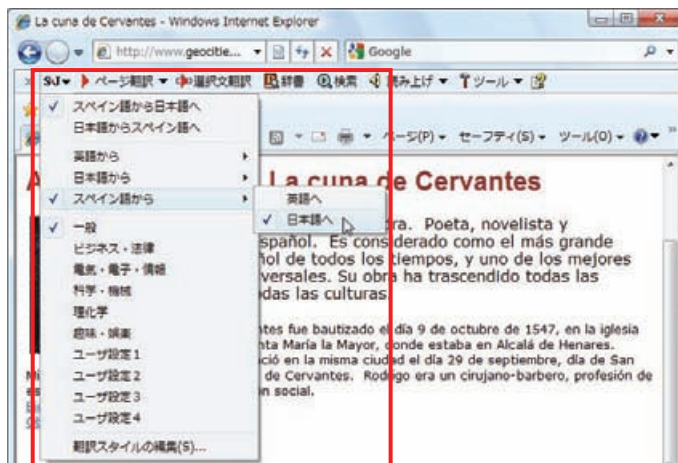 La cuna de Cervantes - Windows Internet Explorer
http://www.geocitie...
Google
SJ ページ翻訳 選択文翻訳 辞書 検索 読み上げ ツール
スペイン語から日本語へ
日本語からスペイン語へ
ページ(P) セーフティ(S) ツール(O)
英語から
日本語から
スペイン語から
英語へ
日本語へ
La cuna de Cervantes
一般
ビジネス・法律
電気・電子・情報
科学・機械
理化学
趣味・娯楽
ユーザ設定1
ユーザ設定2
ユーザ設定3
ユーザ設定4
翻訳スタイルの編集(S)...
ra. Poeta, novelista y
spañol. Es considerado como el más grande
ñol de todos los tiempos, y uno de los mejores
versales. Su obra ha trascendido todas las
odas las culturas
ntes fue bautizado el día 9 de octubre de 1547, en la iglesia
nta María la Mayor, donde estaba en Alcalá de Henares.
ció en la misma ciudad el día 29 de septiembre, día de San
de Cervantes. Rodrigo era un cirujano-barbero, profesión de
n social.